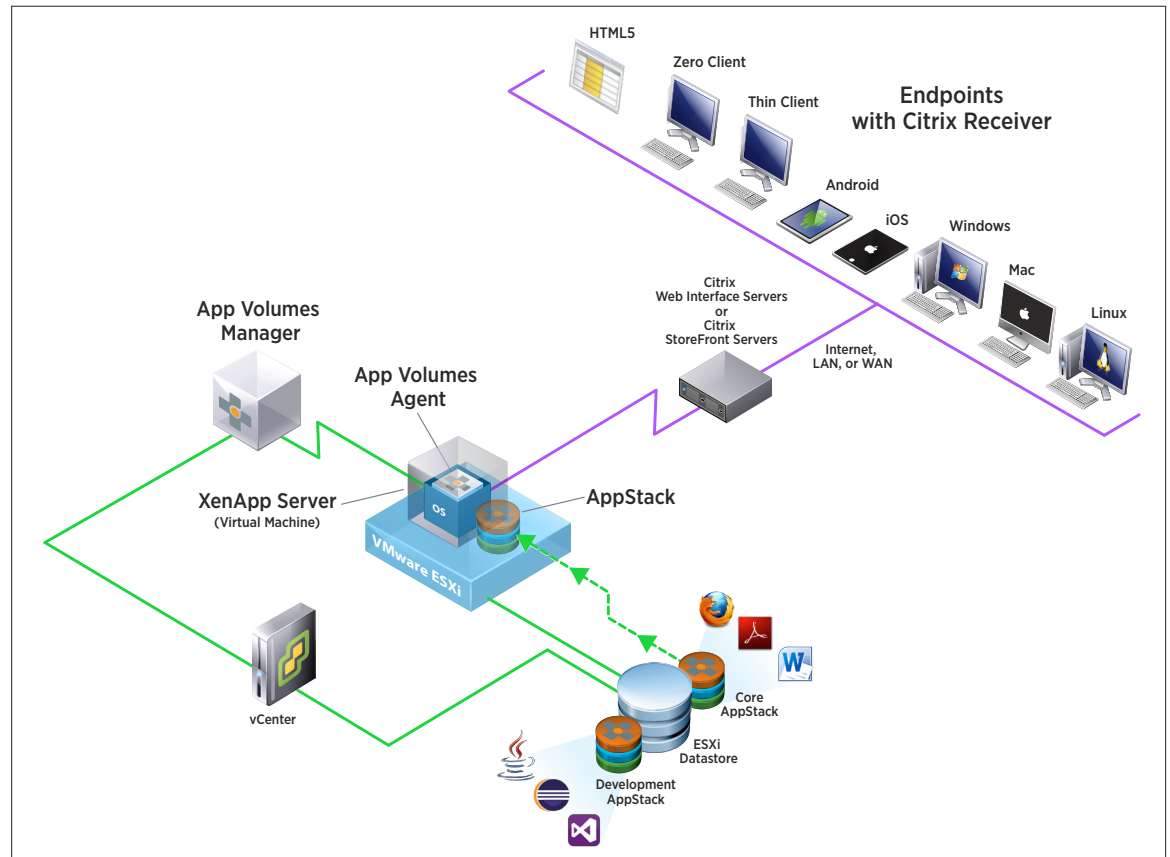 HTML5
Zero Client
Thin Client
Endpoints
with Citrix Receiver
Android
iOS
Windows
Mac
Linux
Citrix
Web Interface Servers
or
Citrix
StoreFront Servers
Internet,
LAN, or WAN
App Volumes
Manager
App Volumes
Agent
XenApp Server
(Virtual Machine)
OS
AppStack
VMware ESXi
vCenter
W
Core
AppStack
ESXi
Datastore
Development
AppStack